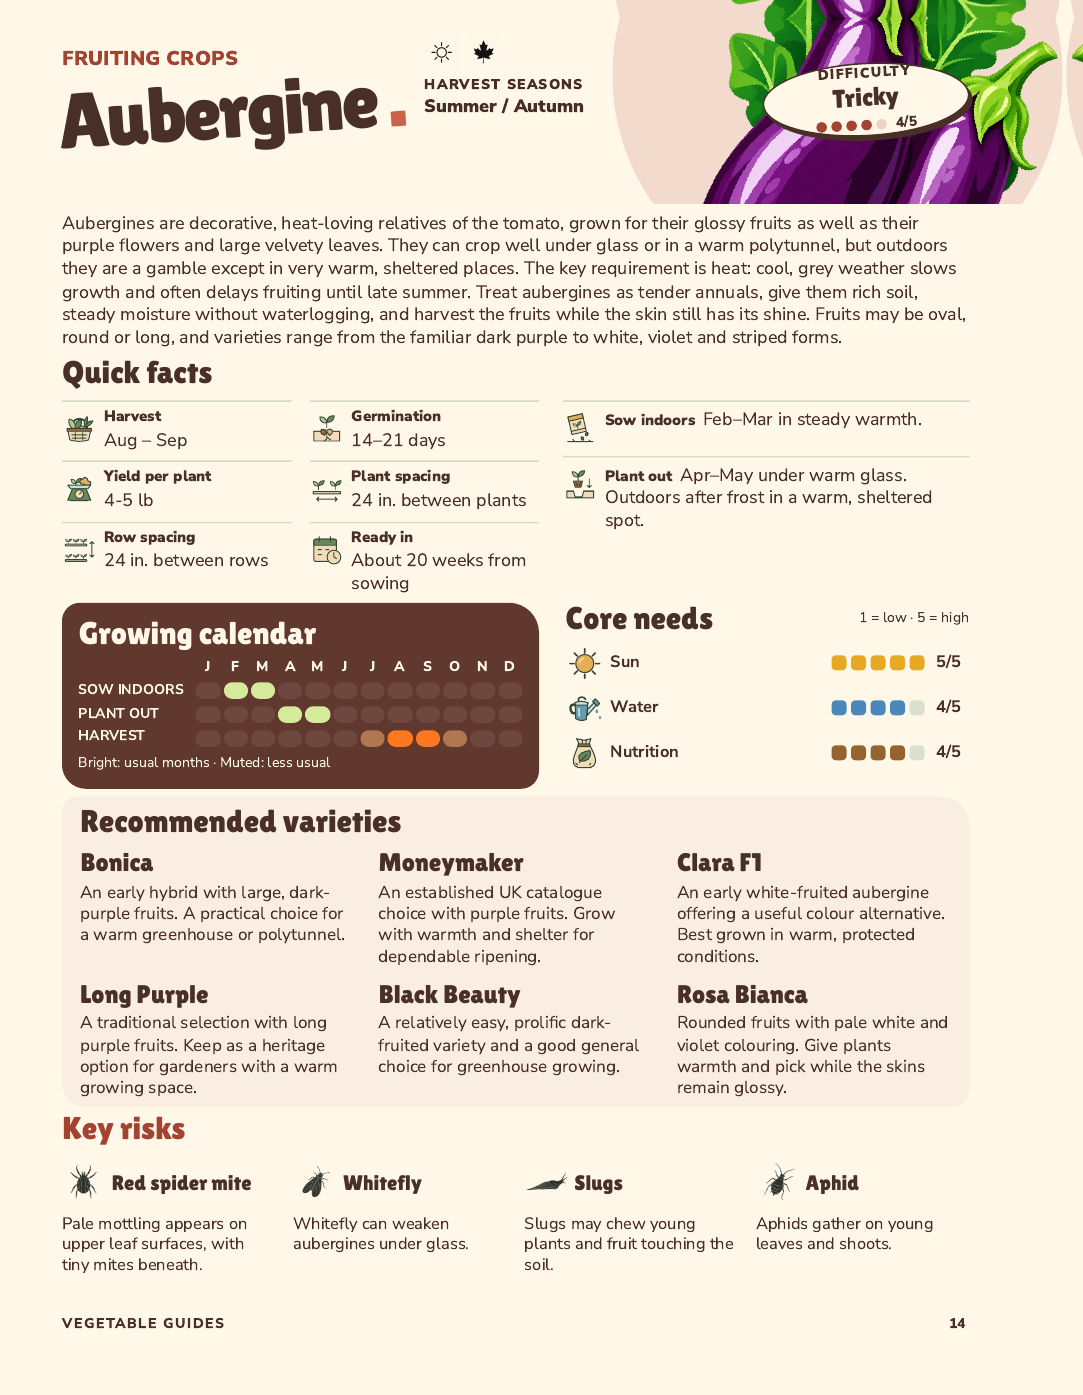 FRUITING CROPS
Aubergine.
HARVEST SEASONS
Summer / Autumn
DIFFICULTY
Tricky
4/5
Aubergines are decorative, heat-loving relatives of the tomato, grown for their glossy fruits as well as their
purple flowers and large velvety leaves. They can crop well under glass or in a warm polytunnel, but outdoors
they are a gamble except in very warm, sheltered places. The key requirement is heat: cool, grey weather slows
growth and often delays fruiting until late summer. Treat aubergines as tender annuals, give them rich soil,
steady moisture without waterlogging, and harvest the fruits while the skin still has its shine. Fruits may be oval,
round or long, and varieties range from the familiar dark purple to white, violet and striped forms.
Quick facts
Harvest
Aug – Sep
Yield per plant
4-5 lb
Row spacing
24 in. between rows
Germination
14–21 days
Plant spacing
24 in. between plants
Ready in
About 20 weeks from
sowing
Sow indoors Feb–Mar in steady warmth.
Plant out Apr–May under warm glass.
Outdoors after frost in a warm, sheltered
spot.
Growing calendar
J F M A M J J A S O N D
SOW INDOORS
PLANT OUT
HARVEST
Bright: usual months · Muted: less usual
Core needs
1 = low · 5 = high
Sun 5/5
Water 4/5
Nutrition 4/5
Recommended varieties
Bonica
An early hybrid with large, dark-
purple fruits. A practical choice for
a warm greenhouse or polytunnel.
Moneymaker
An established UK catalogue
choice with purple fruits. Grow
with warmth and shelter for
dependable ripening.
Clara F1
An early white-fruited aubergine
offering a useful colour alternative.
Best grown in warm, protected
conditions.
Long Purple
A traditional selection with long
purple fruits. Keep as a heritage
option for gardeners with a warm
growing space.
Black Beauty
A relatively easy, prolific dark-
fruited variety and a good general
choice for greenhouse growing.
Rosa Bianca
Rounded fruits with pale white and
violet colouring. Give plants
warmth and pick while the skins
remain glossy.
Key risks
Red spider mite
Pale mottling appears on
upper leaf surfaces, with
tiny mites beneath.
Whitefly
Whitefly can weaken
aubergines under glass.
Slugs
Slugs may chew young
plants and fruit touching the
soil.
Aphid
Aphids gather on young
leaves and shoots.
VEGETABLE GUIDES
14